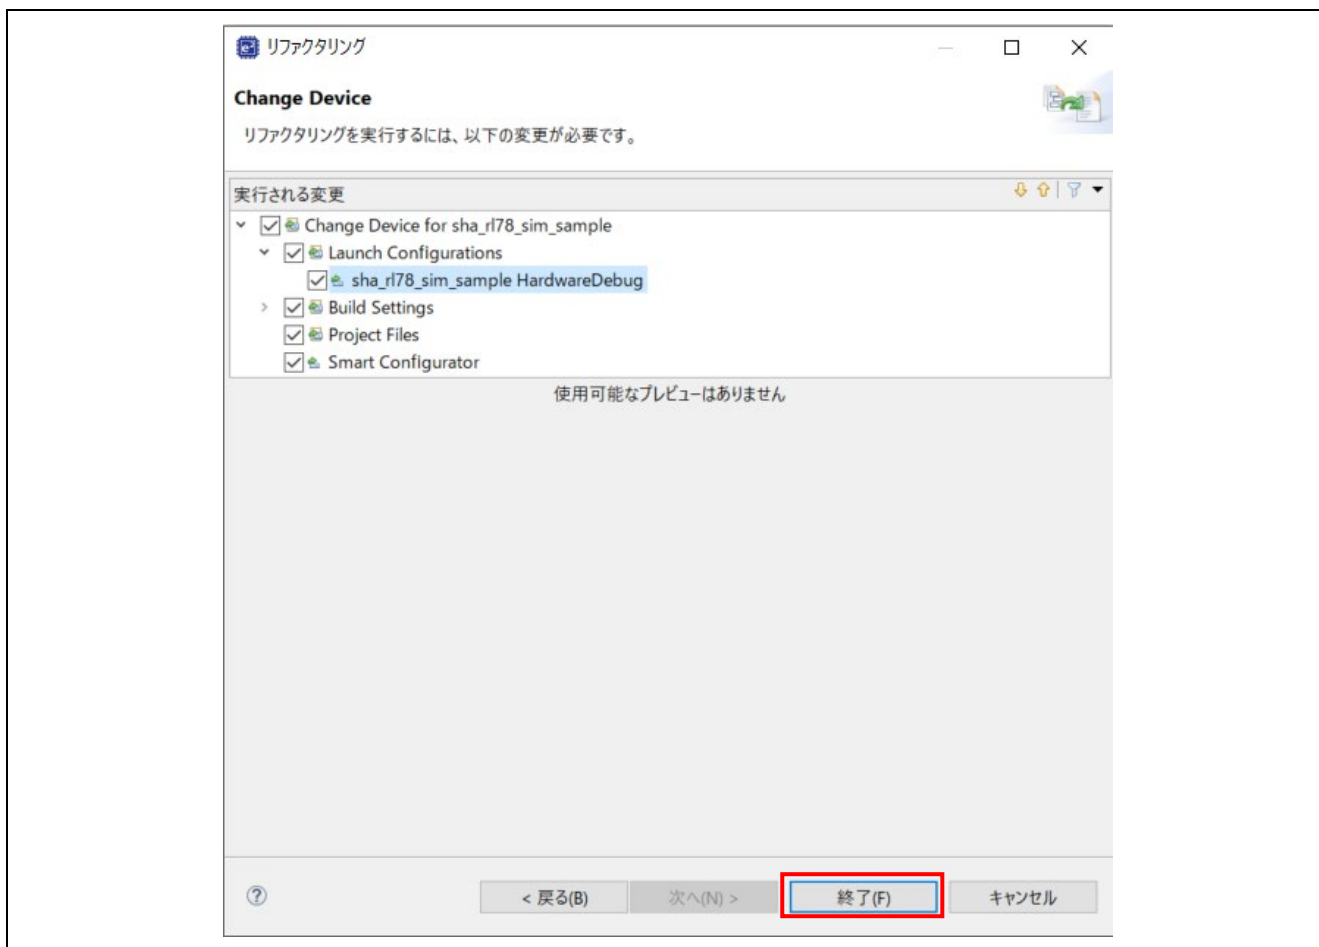 リファクタリング
Change Device
リファクタリングを実行するには、以下の変更が必要です。
実行される変更
Change Device for sha_rl78_sim_sample
Launch Configurations
sha_rl78_sim_sample HardwareDebug
Build Settings
Project Files
Smart Configurator
使用可能なプレビューはありません
< 戻る(B) 次へ(N) > 終了(F) キャンセル